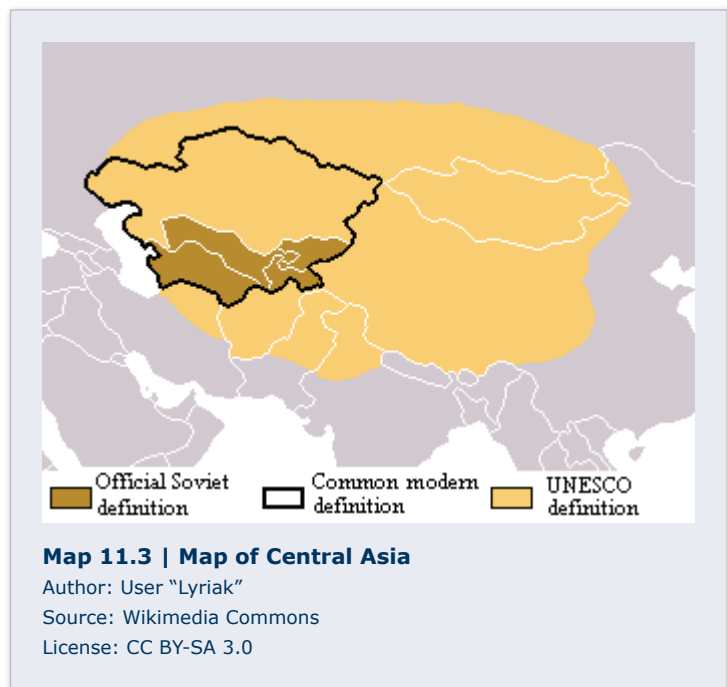 Official Soviet definition
Common modern definition
UNESCO definition
Map 11.3 | Map of Central Asia
Author: User “Lyriak”
Source: Wikimedia Commons
License: CC BY-SA 3.0